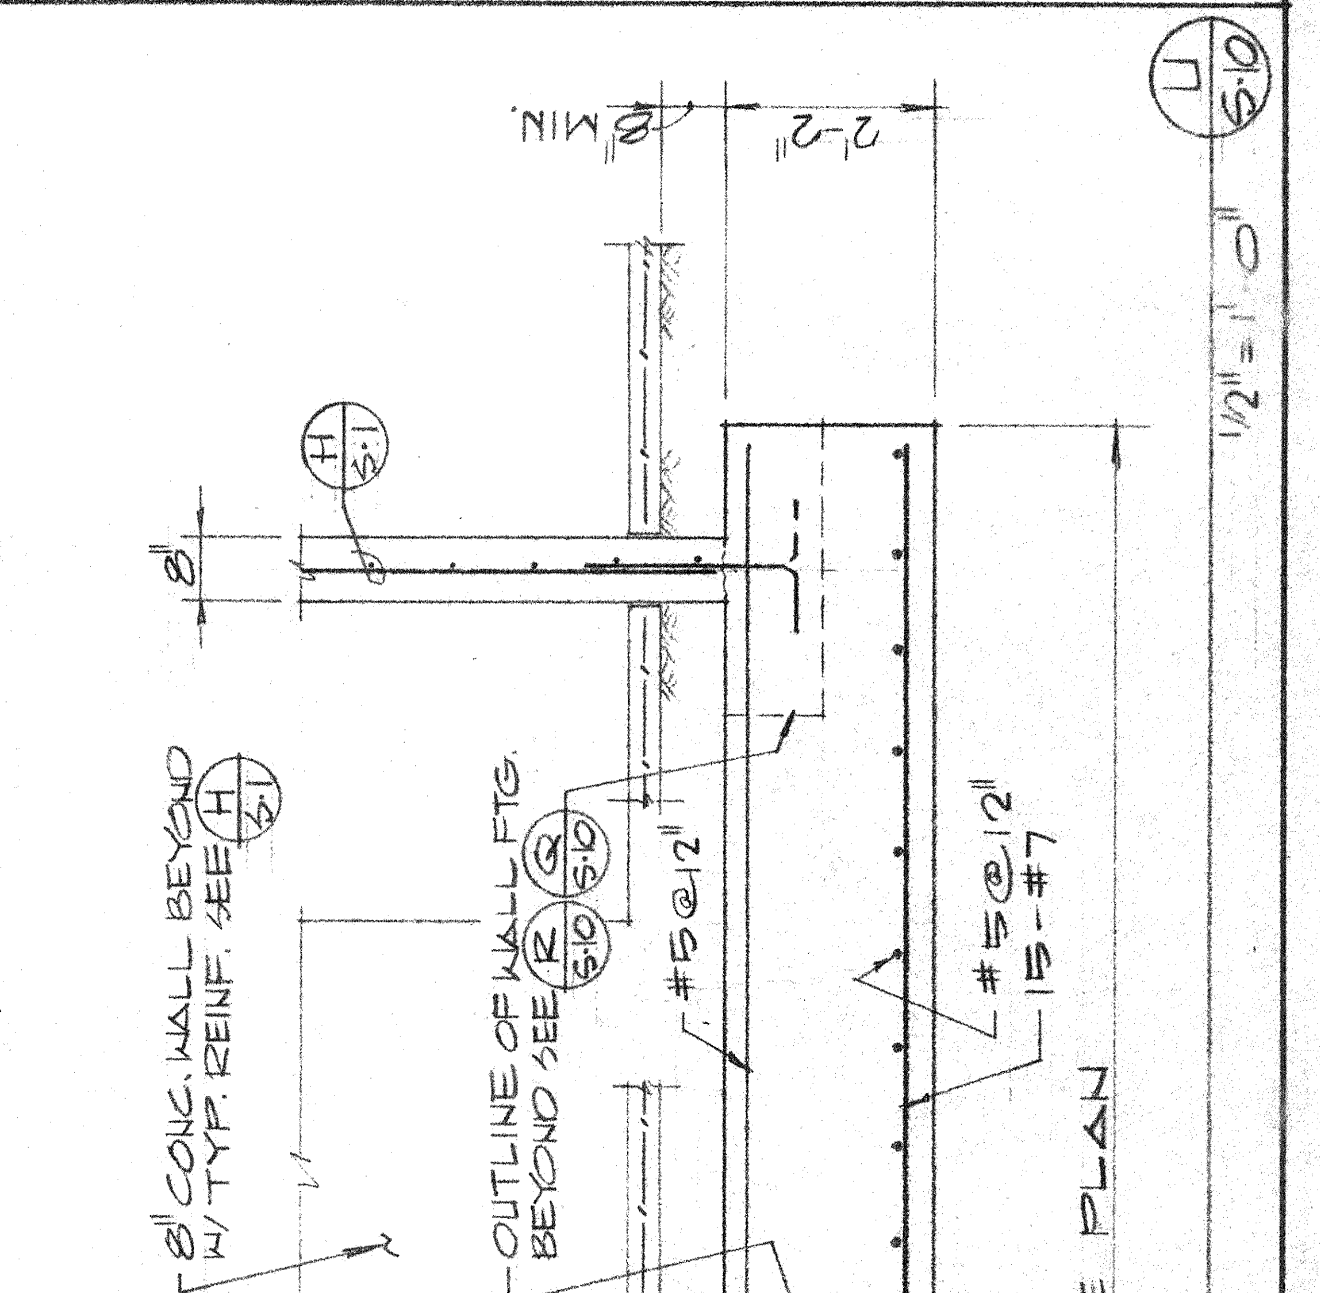 8" CONC. WALL BEYOND
W/ TYP. REINF. SEE H
S.1
8"
H
S.1
OUTLINE OF WALL FTG.
BEYOND SEE R Q
S.10 S.10
8" MIN.
2'-2"
#5@12"
#5@12"
15-#7
E PLAN
U
S.10
1/2" = 1'-0"